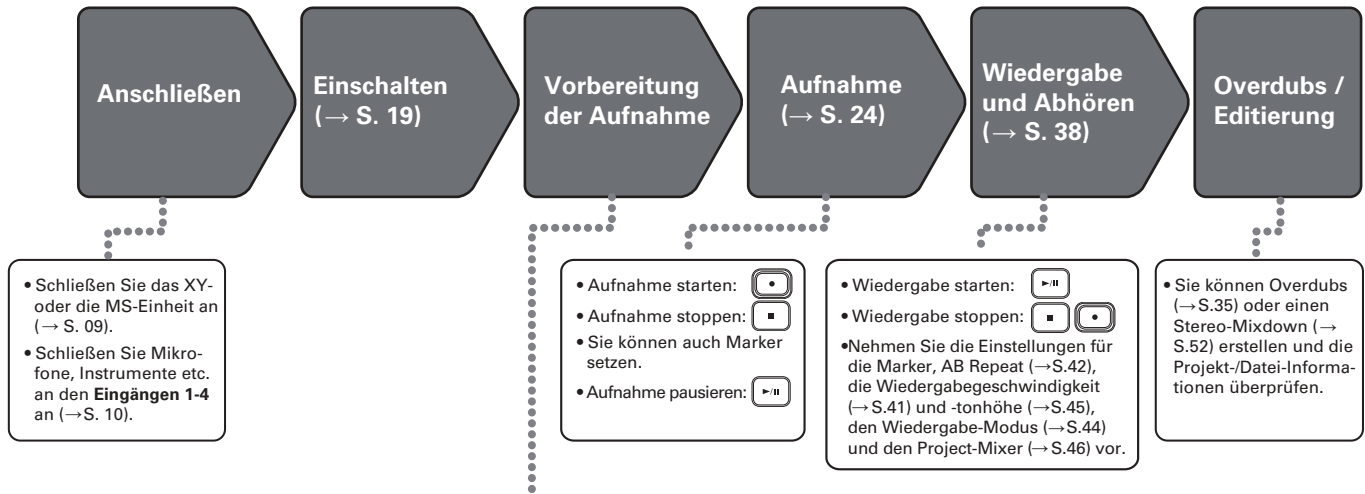 Anschließen
Einschalten
(→ S. 19)
Vorbereitung
der Aufnahme
Aufnahme
(→ S. 24)
Wiedergabe
und Abhören
(→ S. 38)
Overdubs /
Editierung
• Schließen Sie das XY-
oder die MS-Einheit an
(→ S. 09).
• Schließen Sie Mikro-
fone, Instrumente etc.
an den Eingängen 1-4
an (→S. 10).
• Aufnahme starten:
• Aufnahme stoppen:
• Sie können auch Marker
setzen.
• Aufnahme pausieren:
• Wiedergabe starten:
• Wiedergabe stoppen:
•Nehmen Sie die Einstellungen für
die Marker, AB Repeat (→S.42),
die Wiedergabegeschwindigkeit
(→S.41) und -tonhöhe (→S.45),
den Wiedergabe-Modus (→S.44)
und den Project-Mixer (→S.46) vor.
• Sie können Overdubs
(→S.35) oder einen
Stereo-Mixdown (→
S.52) erstellen und die
Projekt-/Datei-Informa-
tionen überprüfen.